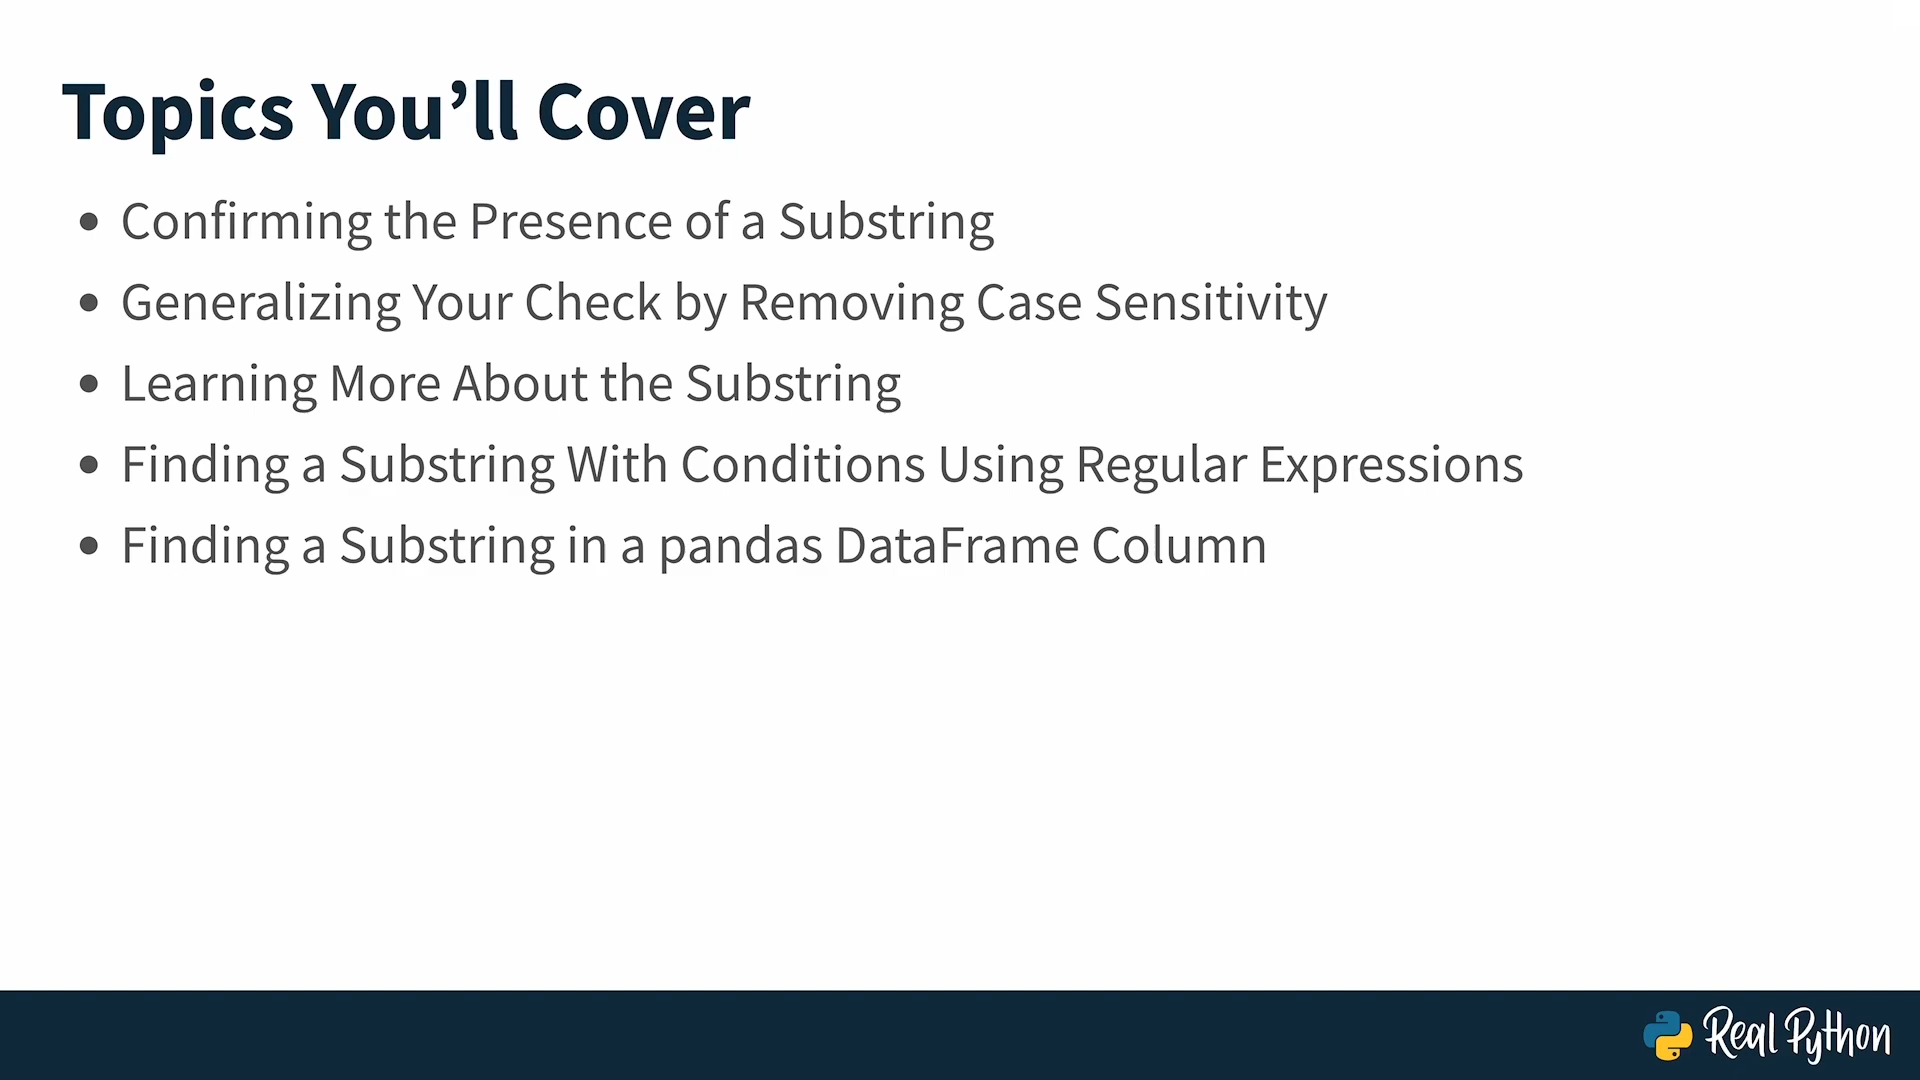 Topics You’ll Cover
• Confirming the Presence of a Substring
• Generalizing Your Check by Removing Case Sensitivity
• Learning More About the Substring
• Finding a Substring With Conditions Using Regular Expressions
• Finding a Substring in a pandas DataFrame Column
Real Python